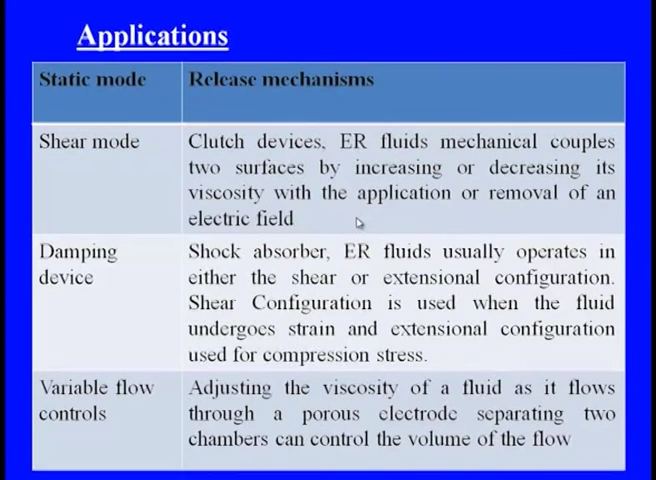 Applications
Static mode Release mechanisms
Shear mode Clutch devices, ER fluids mechanical couples
two surfaces by increasing or decreasing its
viscosity with the application or removal of an
electric field
Damping Shock absorber, ER fluids usually operates in
device either the shear or extensional configuration.
Shear Configuration is used when the fluid
undergoes strain and extensional configuration
used for compression stress.
Variable flow Adjusting the viscosity of a fluid as it flows
controls through a porous electrode separating two
chambers can control the volume of the flow